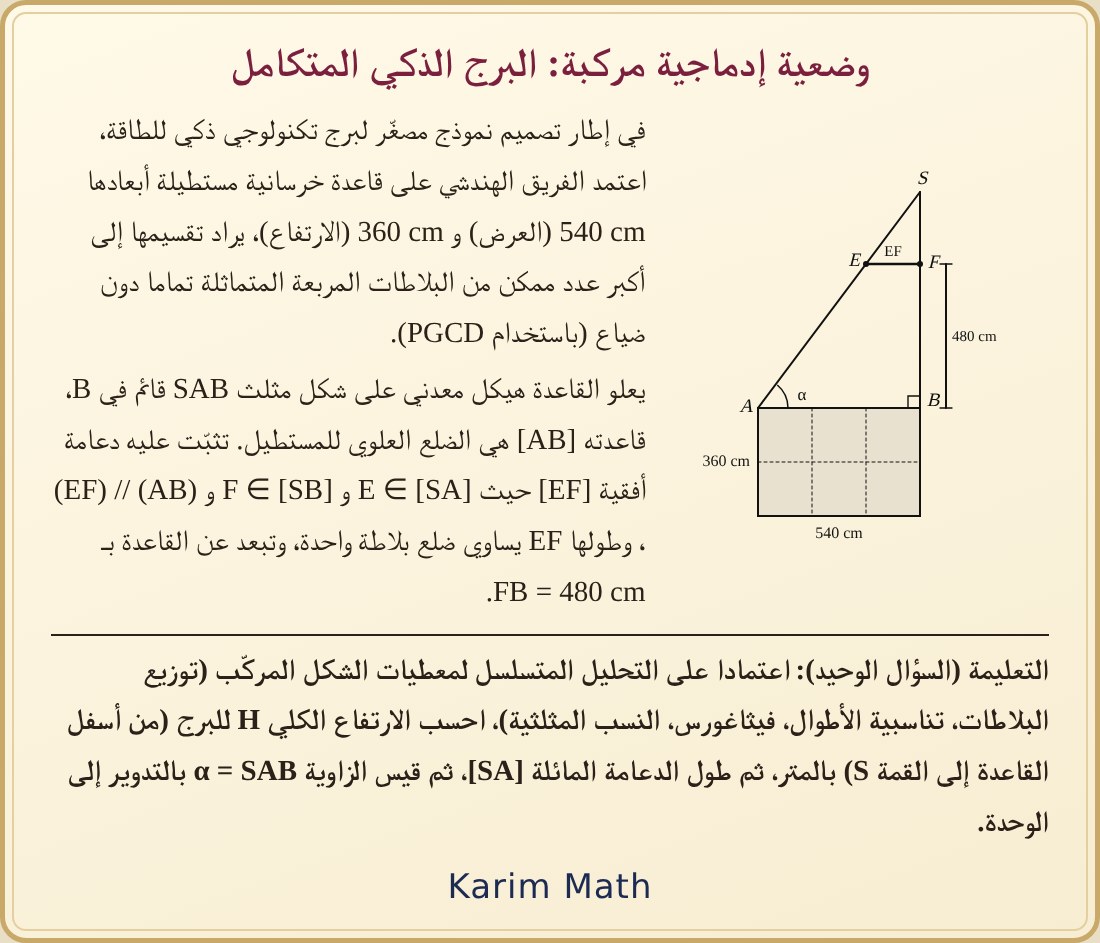 وضعية إدماجية مركبة: البرج الذكي المتكامل
في إطار تصميم نموذج مصغّر لبرج تكنولوجي ذكي للطاقة،
اعتمد الفريق الهندشي على قاعدة خرسانية مستطيلة أبعادها
540 cm (العرض) و 360 cm (الارتفاع)، يراد تقسيمها إلى
أكبر عدد ممكن من البلاطات المربعة المتماثلة تماما دون
ضياع (باستخدام PGCD).
يعلو القاعدة هيكل معدني على شكل مثلث SAB قائم في B،
قاعدته [AB] هي الضلع العلوي للمستطيل. تثبّت عليه دعامة
أفقية [EF] حيث E ∈ [SA] و F ∈ [SB] و (EF) // (AB)
، وطولها EF يساوي ضلع بلاطة واحدة، وتبعد عن القاعدة بـ
FB = 480 cm.
S
E
EF
F
480 cm
A
α
B
360 cm
540 cm
التعليمة (السؤال الوحيد): اعتمادا على التحليل المتسلسل لمعطيات الشكل المركّب (توزيع
البلاطات، تناسبية الأطوال، فيثاغورس، النسب المثلثية)، احسب الارتفاع الكلي H للبرج (من أسفل
القاعدة إلى القمة S) بالمتر، ثم طول الدعامة المائلة [SA]، ثم قيس الزاوية α = SAB بالتدوير إلى
الوحدة.
Karim Math